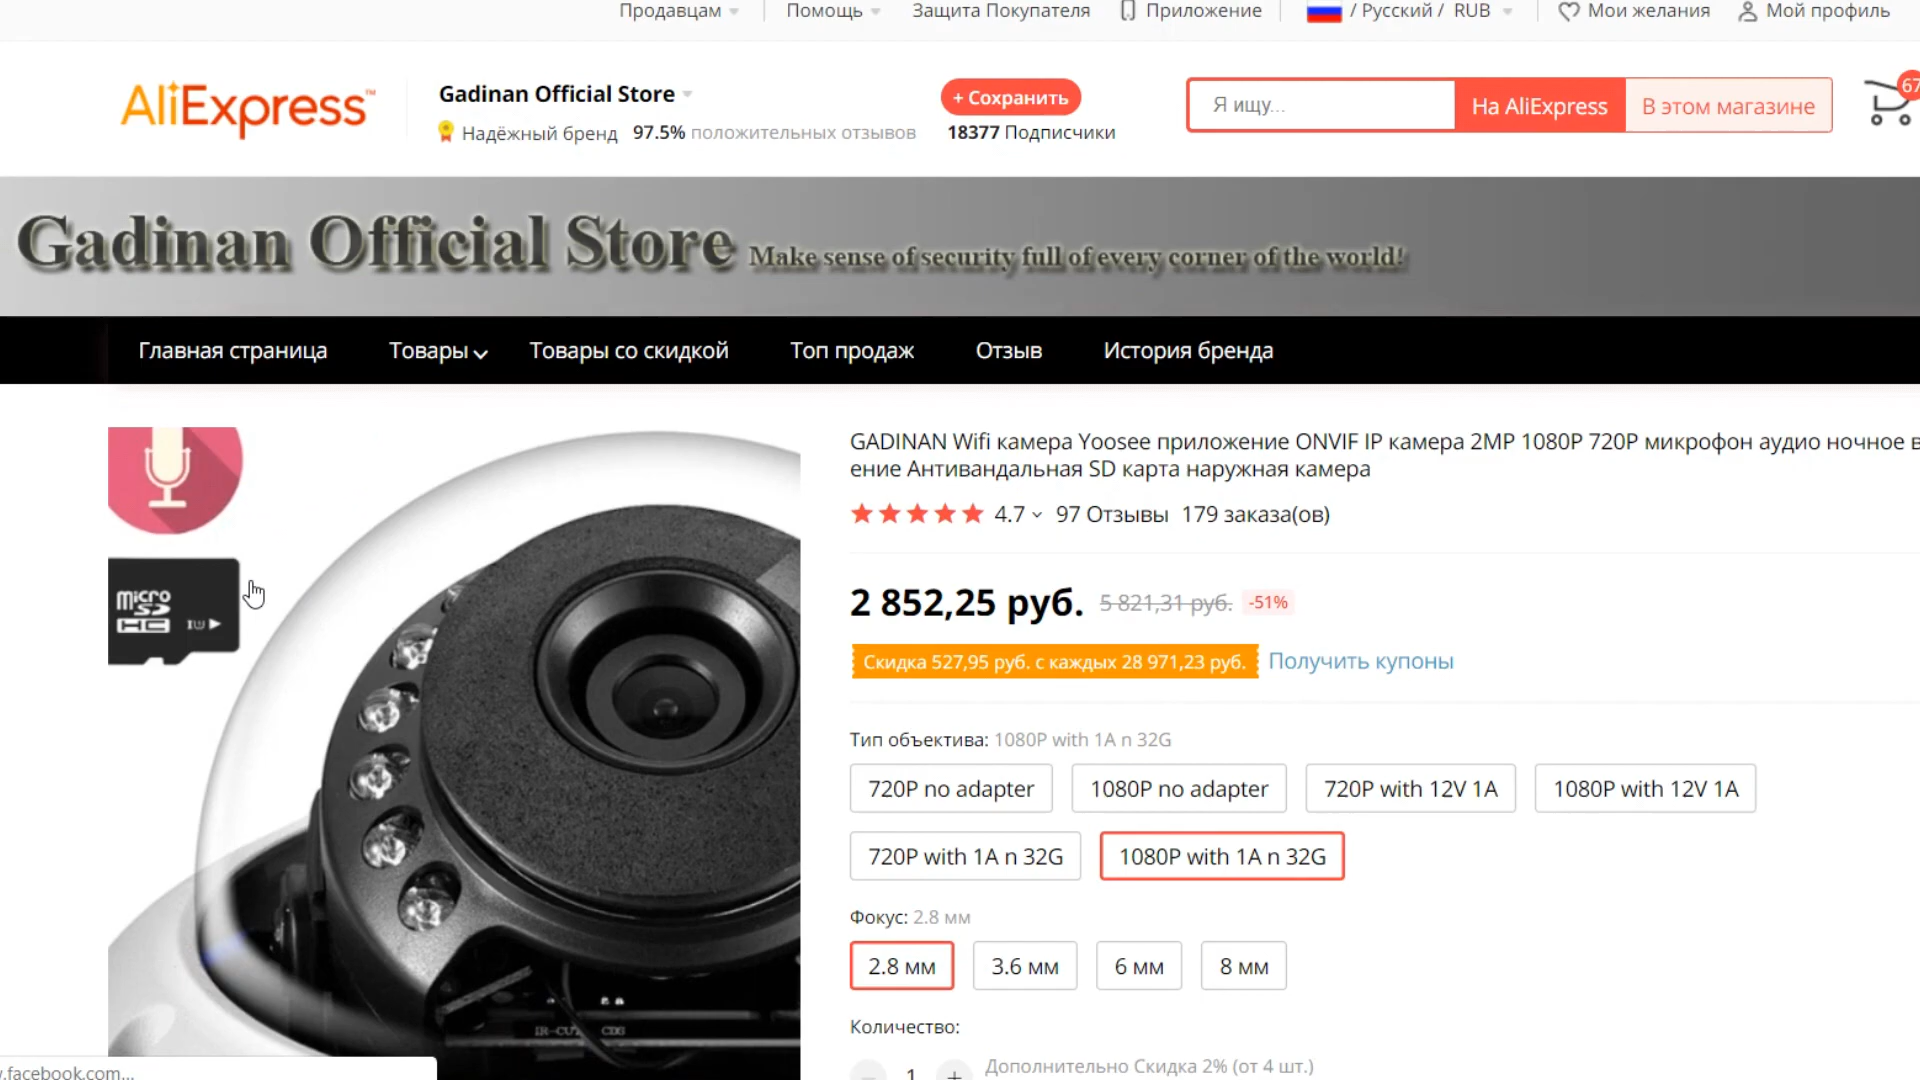 Продавцам
Помощь
Защита Покупателя
Приложение
/ Русский / RUB
Мои желания
Мой профиль
AliExpress™
Gadinan Official Store
Надёжный бренд 97.5% положительных отзывов
+ Сохранить
18377 Подписчики
Я ищу...
На AliExpress
В этом магазине
67
Gadinan Official Store Make sense of security full of every corner of the world!
Главная страница
Товары
Товары со скидкой
Топ продаж
Отзыв
История бренда
GADINAN Wifi камера Yoosee приложение ONVIF IP камера 2MP 1080P 720P микрофон аудио ночное в
ение Антивандальная SD карта наружная камера
4.7 97 Отзывы 179 заказа(ов)
micro
SD
HC
2 852,25 руб. 5 821,31 руб. -51%
Скидка 527,95 руб. с каждых 28 971,23 руб. Получить купоны
Тип объектива: 1080P with 1A n 32G
720P no adapter
1080P no adapter
720P with 12V 1A
1080P with 12V 1A
720P with 1A n 32G
1080P with 1A n 32G
Фокус: 2.8 мм
2.8 мм
3.6 мм
6 мм
8 мм
IR-CUT CDS
Количество:
− 1 +
Дополнительно Скидка 2% (от 4 шт.)
.facebook.com...